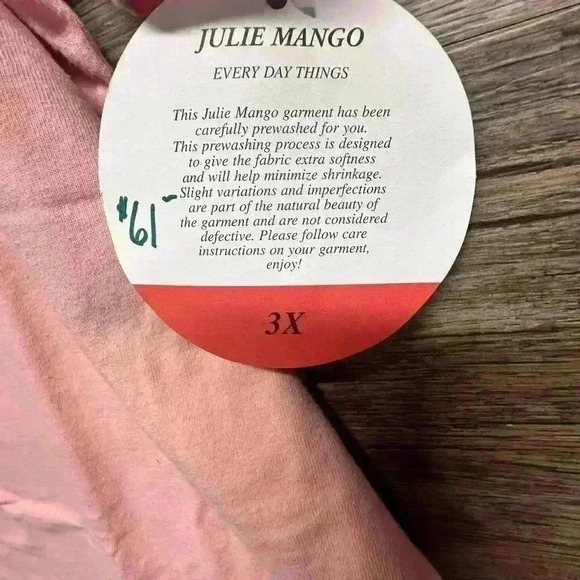 JULIE MANGO
EVERY DAY THINGS
This Julie Mango garment has been
carefully prewashed for you.
This prewashing process is designed
to give the fabric extra softness
and will help minimize shrinkage.
Slight variations and imperfections
are part of the natural beauty of
the garment and are not considered
defective. Please follow care
instructions on your garment,
enjoy!
$61-
3X